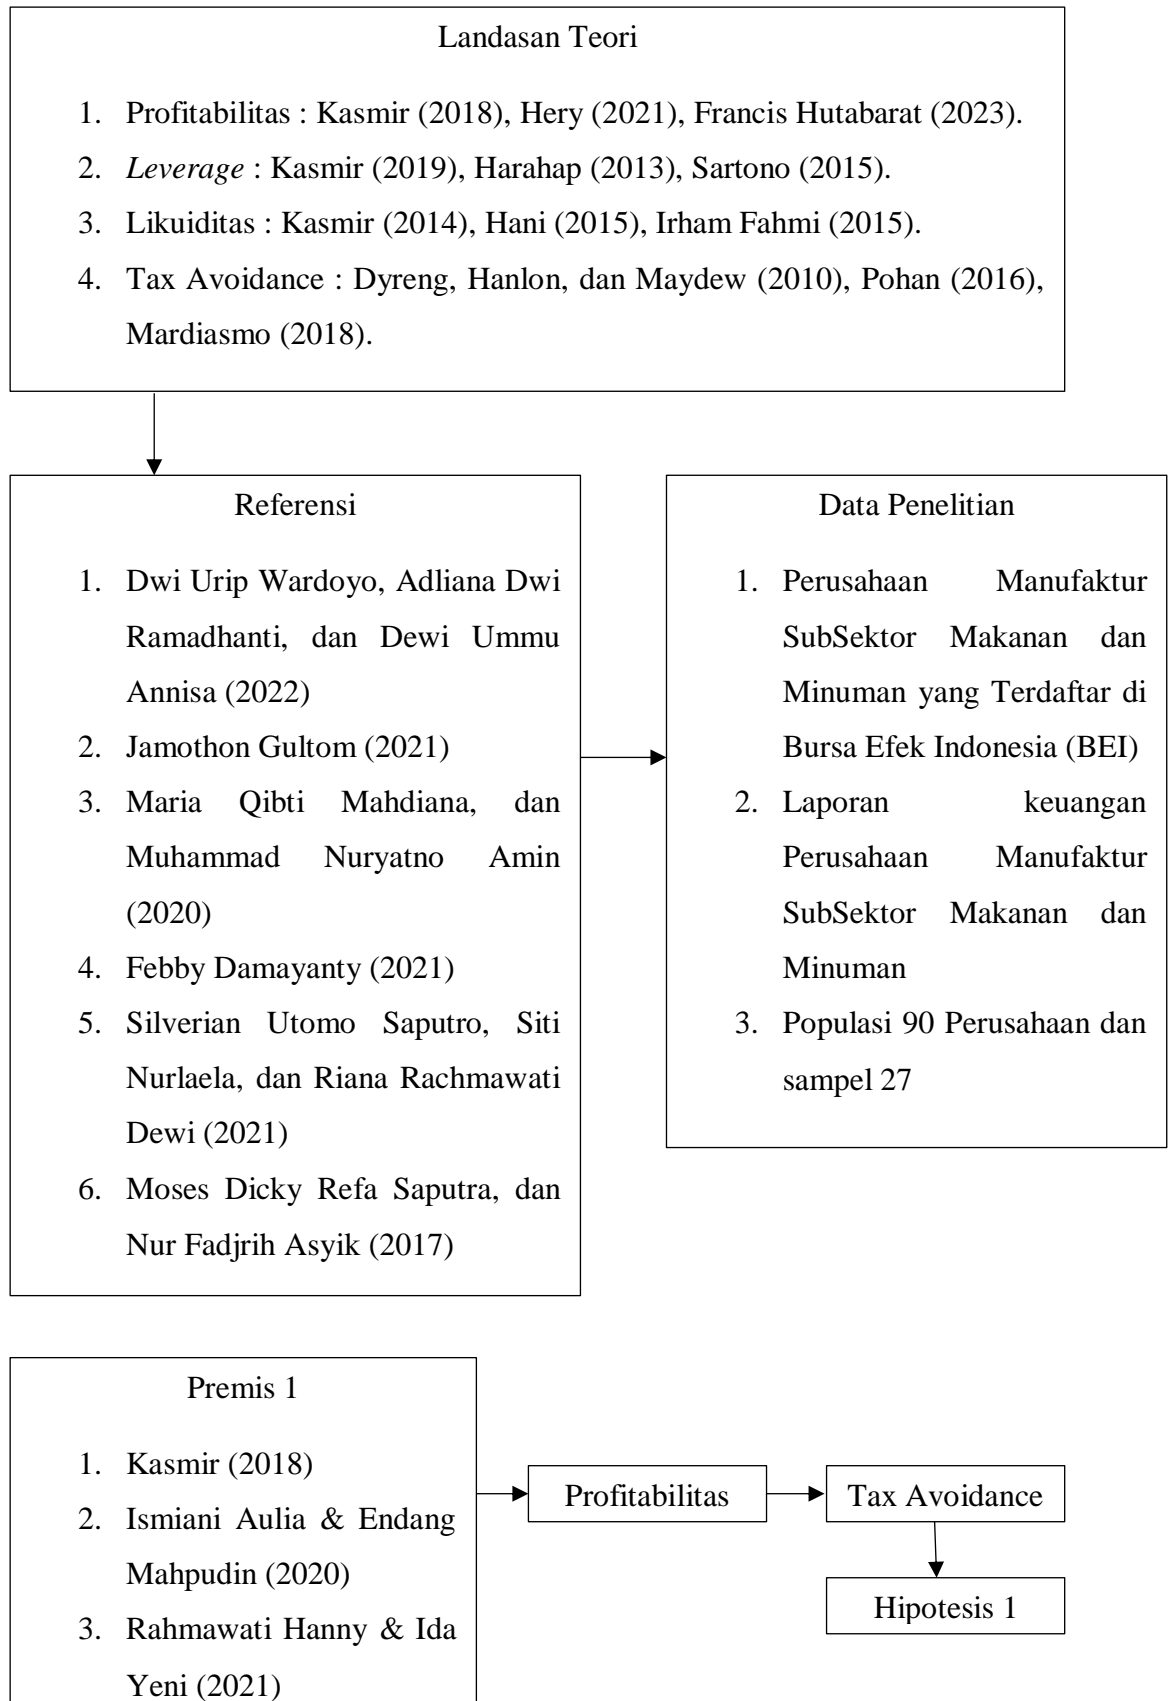 Landasan Teori
1. Profitabilitas : Kasmir (2018), Hery (2021), Francis Hutabarat (2023).
2. Leverage : Kasmir (2019), Harahap (2013), Sartono (2015).
3. Likuiditas : Kasmir (2014), Hani (2015), Irham Fahmi (2015).
4. Tax Avoidance : Dyreng, Hanlon, dan Maydew (2010), Pohan (2016),
Mardiasmo (2018).
Referensi
1. Dwi Urip Wardoyo, Adliana Dwi
Ramadhanti, dan Dewi Ummu
Annisa (2022)
2. Jamothon Gultom (2021)
3. Maria Qibti Mahdiana, dan
Muhammad Nuryatno Amin
(2020)
4. Febby Damayanty (2021)
5. Silverian Utomo Saputro, Siti
Nurlaela, dan Riana Rachmawati
Dewi (2021)
6. Moses Dicky Refa Saputra, dan
Nur Fadjrih Asyik (2017)
Data Penelitian
1. Perusahaan Manufaktur
SubSektor Makanan dan
Minuman yang Terdaftar di
Bursa Efek Indonesia (BEI)
2. Laporan keuangan
Perusahaan Manufaktur
SubSektor Makanan dan
Minuman
3. Populasi 90 Perusahaan dan
sampel 27
Premis 1
1. Kasmir (2018)
2. Ismiani Aulia & Endang
Mahpudin (2020)
3. Rahmawati Hanny & Ida
Yeni (2021)
Profitabilitas
Tax Avoidance
Hipotesis 1